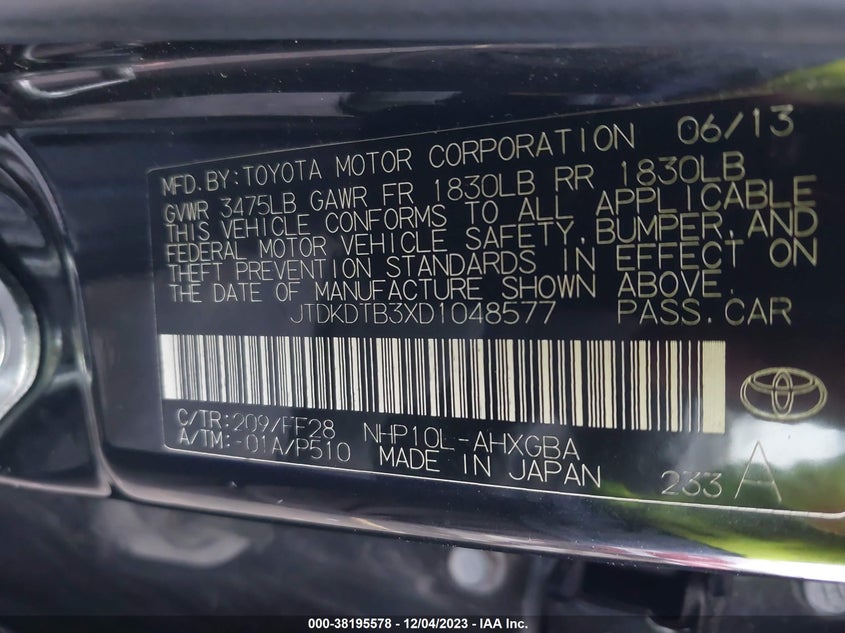 MFD.BY:TOYOTA MOTOR CORPORATION 06/13
GVWR 3475LB GAWR FR 1830LB RR 1830LB
THIS VEHICLE CONFORMS TO ALL APPLICABLE
FEDERAL MOTOR VEHICLE SAFETY,BUMPER,AND
THEFT PREVENTION STANDARDS IN EFFECT ON
THE DATE OF MANUFACTURE SHOWN ABOVE.
JTDKDTB3XD1048577 PASS.CAR
C/TR:209/FF28 NHP10L-AHXGBA
A/TM:-01A/P510 MADE IN JAPAN 233 A
000-38195578 - 12/04/2023 - IAA Inc.